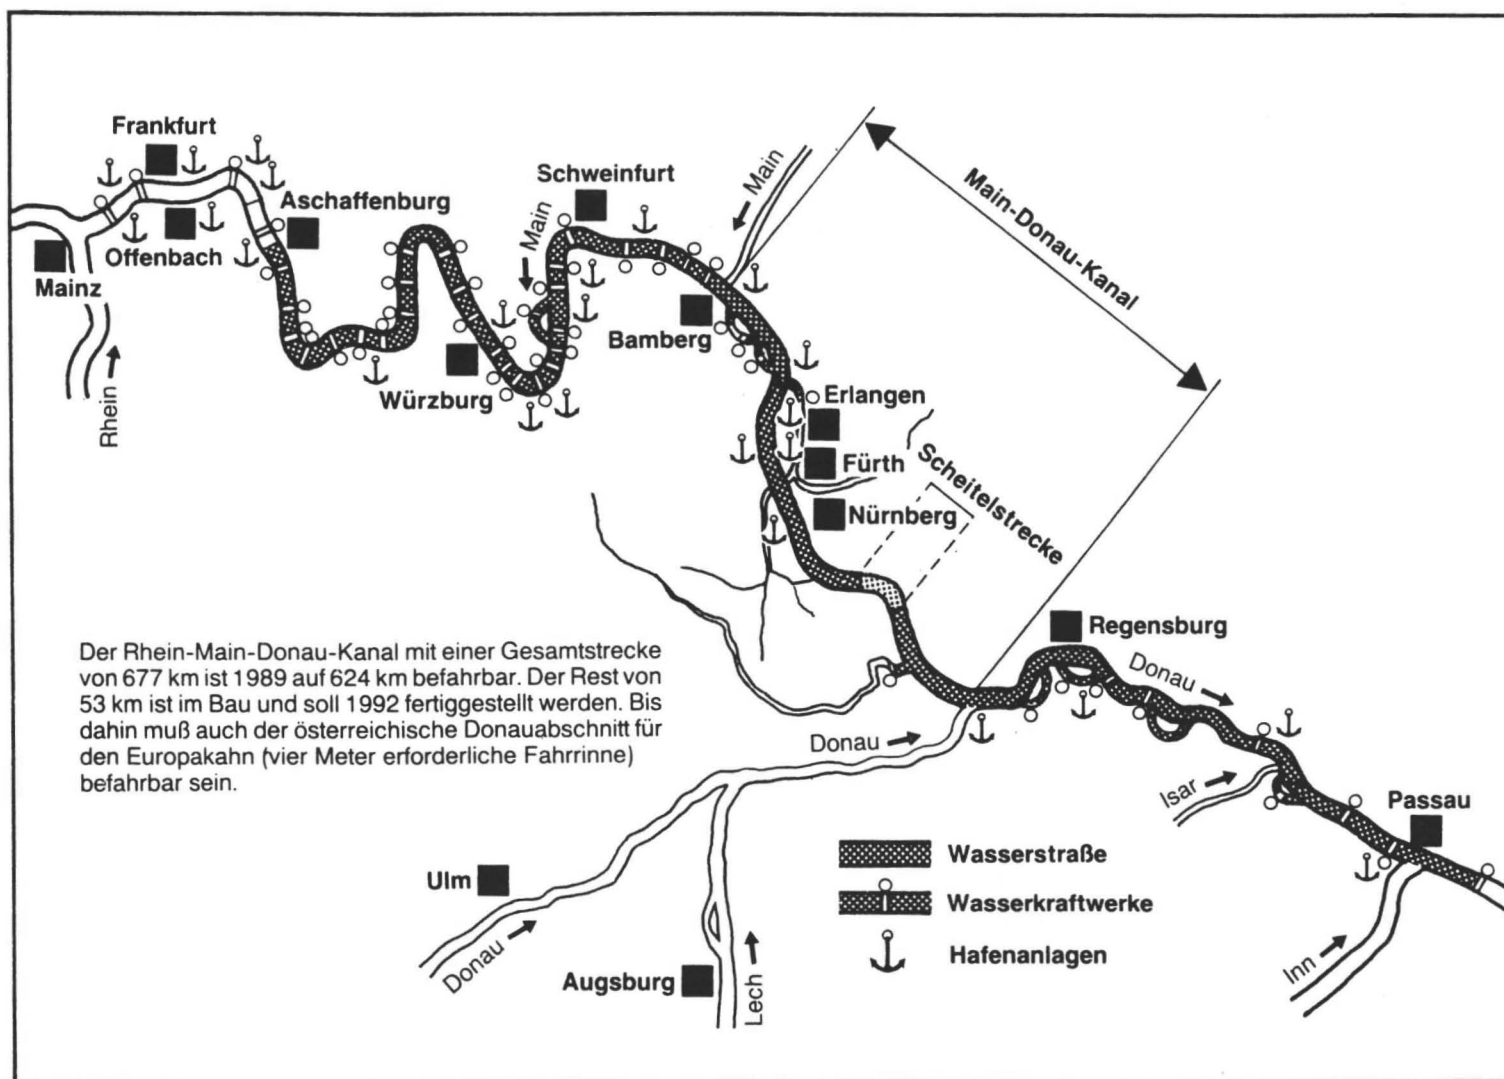 Frankfurt
Main
Schweinfurt
Main-Donau-Kanal
Aschaffenburg
Main
Offenbach
Mainz
Bamberg
Rhein
Würzburg
Erlangen
Fürth
Scheitelstrecke
Nürnberg
Regensburg
Der Rhein-Main-Donau-Kanal mit einer Gesamtstrecke
von 677 km ist 1989 auf 624 km befahrbar. Der Rest von
53 km ist im Bau und soll 1992 fertiggestellt werden. Bis
dahin muß auch der österreichische Donauabschnitt für
den Europakahn (vier Meter erforderliche Fahrrinne)
befahrbar sein.
Donau
Donau
Isar
Passau
Wasserstraße
Ulm
Wasserkraftwerke
Donau
Hafenanlagen
Augsburg
Lech
Inn